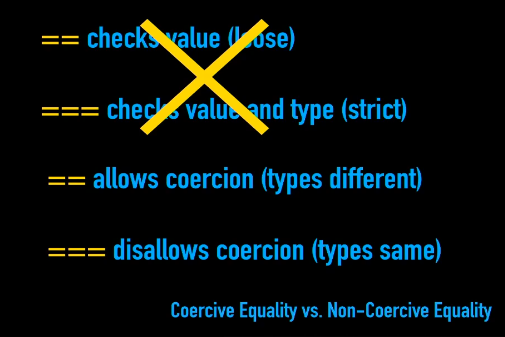 == checks value (loose)
=== checks value and type (strict)
== allows coercion (types different)
=== disallows coercion (types same)
Coercive Equality vs. Non-Coercive Equality